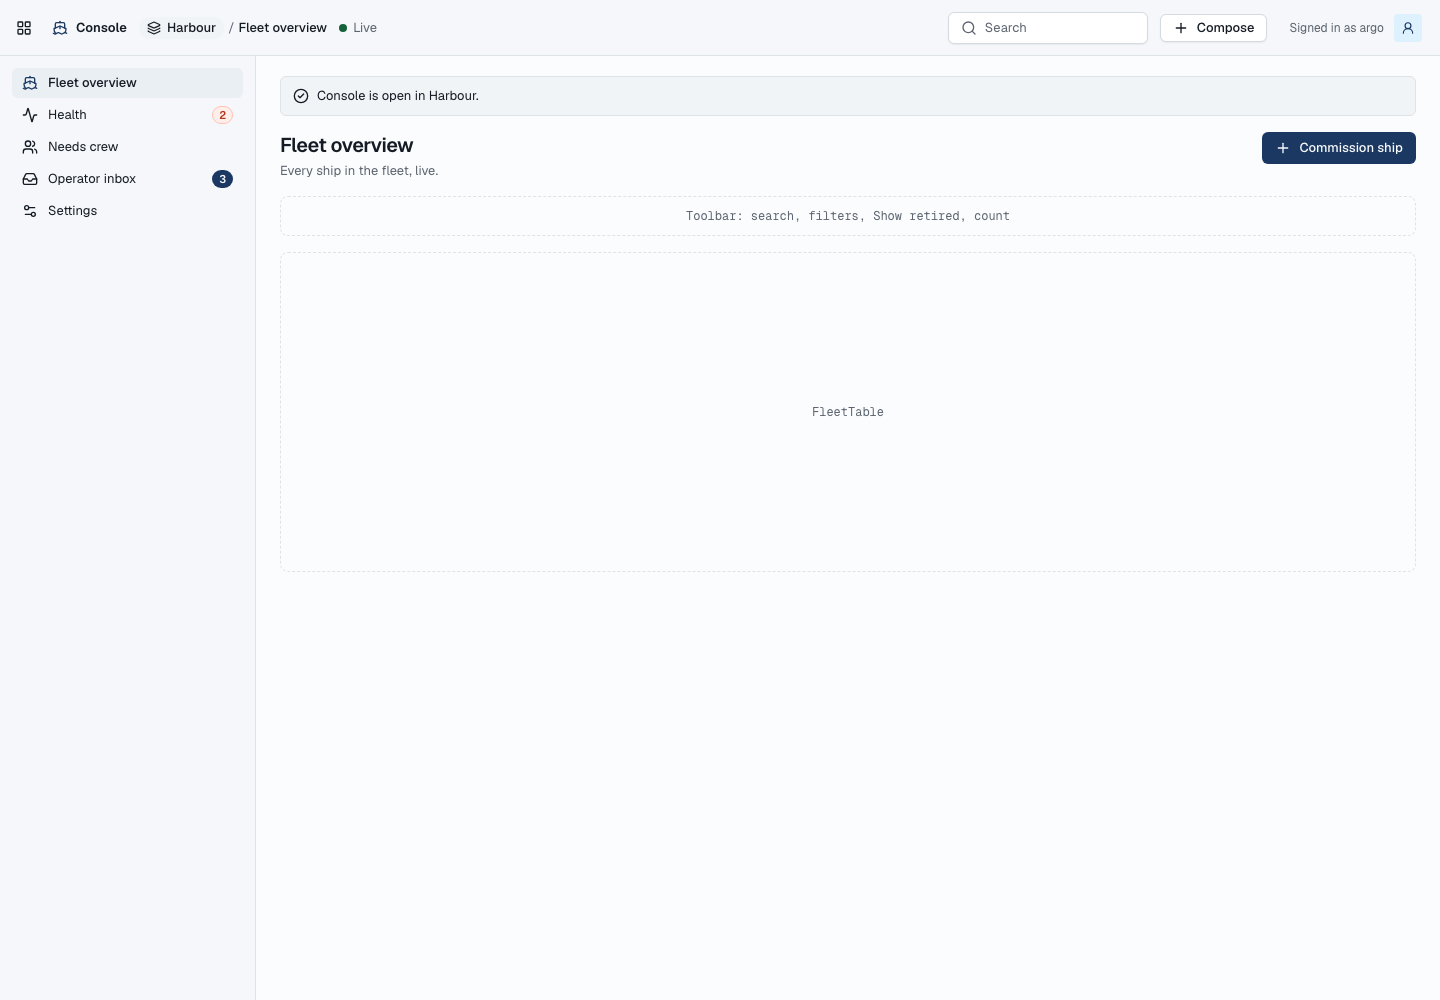 Console Harbour / Fleet overview Live Search Compose Signed in as argo
Fleet overview
Health 2
Needs crew
Operator inbox 3
Settings
Console is open in Harbour.
Fleet overview
Commission ship
Every ship in the fleet, live.
Toolbar: search, filters, Show retired, count
FleetTable